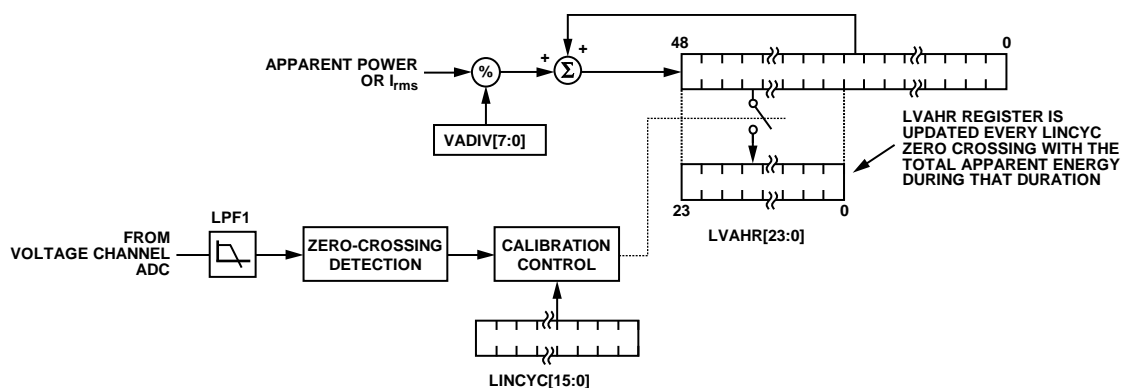 48
0
+
+
APPARENT POWER
OR Irms
%
Σ
VADIV[7:0]
LVAHR REGISTER IS
UPDATED EVERY LINCYC
ZERO CROSSING WITH THE
TOTAL APPARENT ENERGY
DURING THAT DURATION
23
0
LVAHR[23:0]
LPF1
FROM
VOLTAGE CHANNEL
ADC
ZERO-CROSSING
DETECTION
CALIBRATION
CONTROL
LINCYC[15:0]